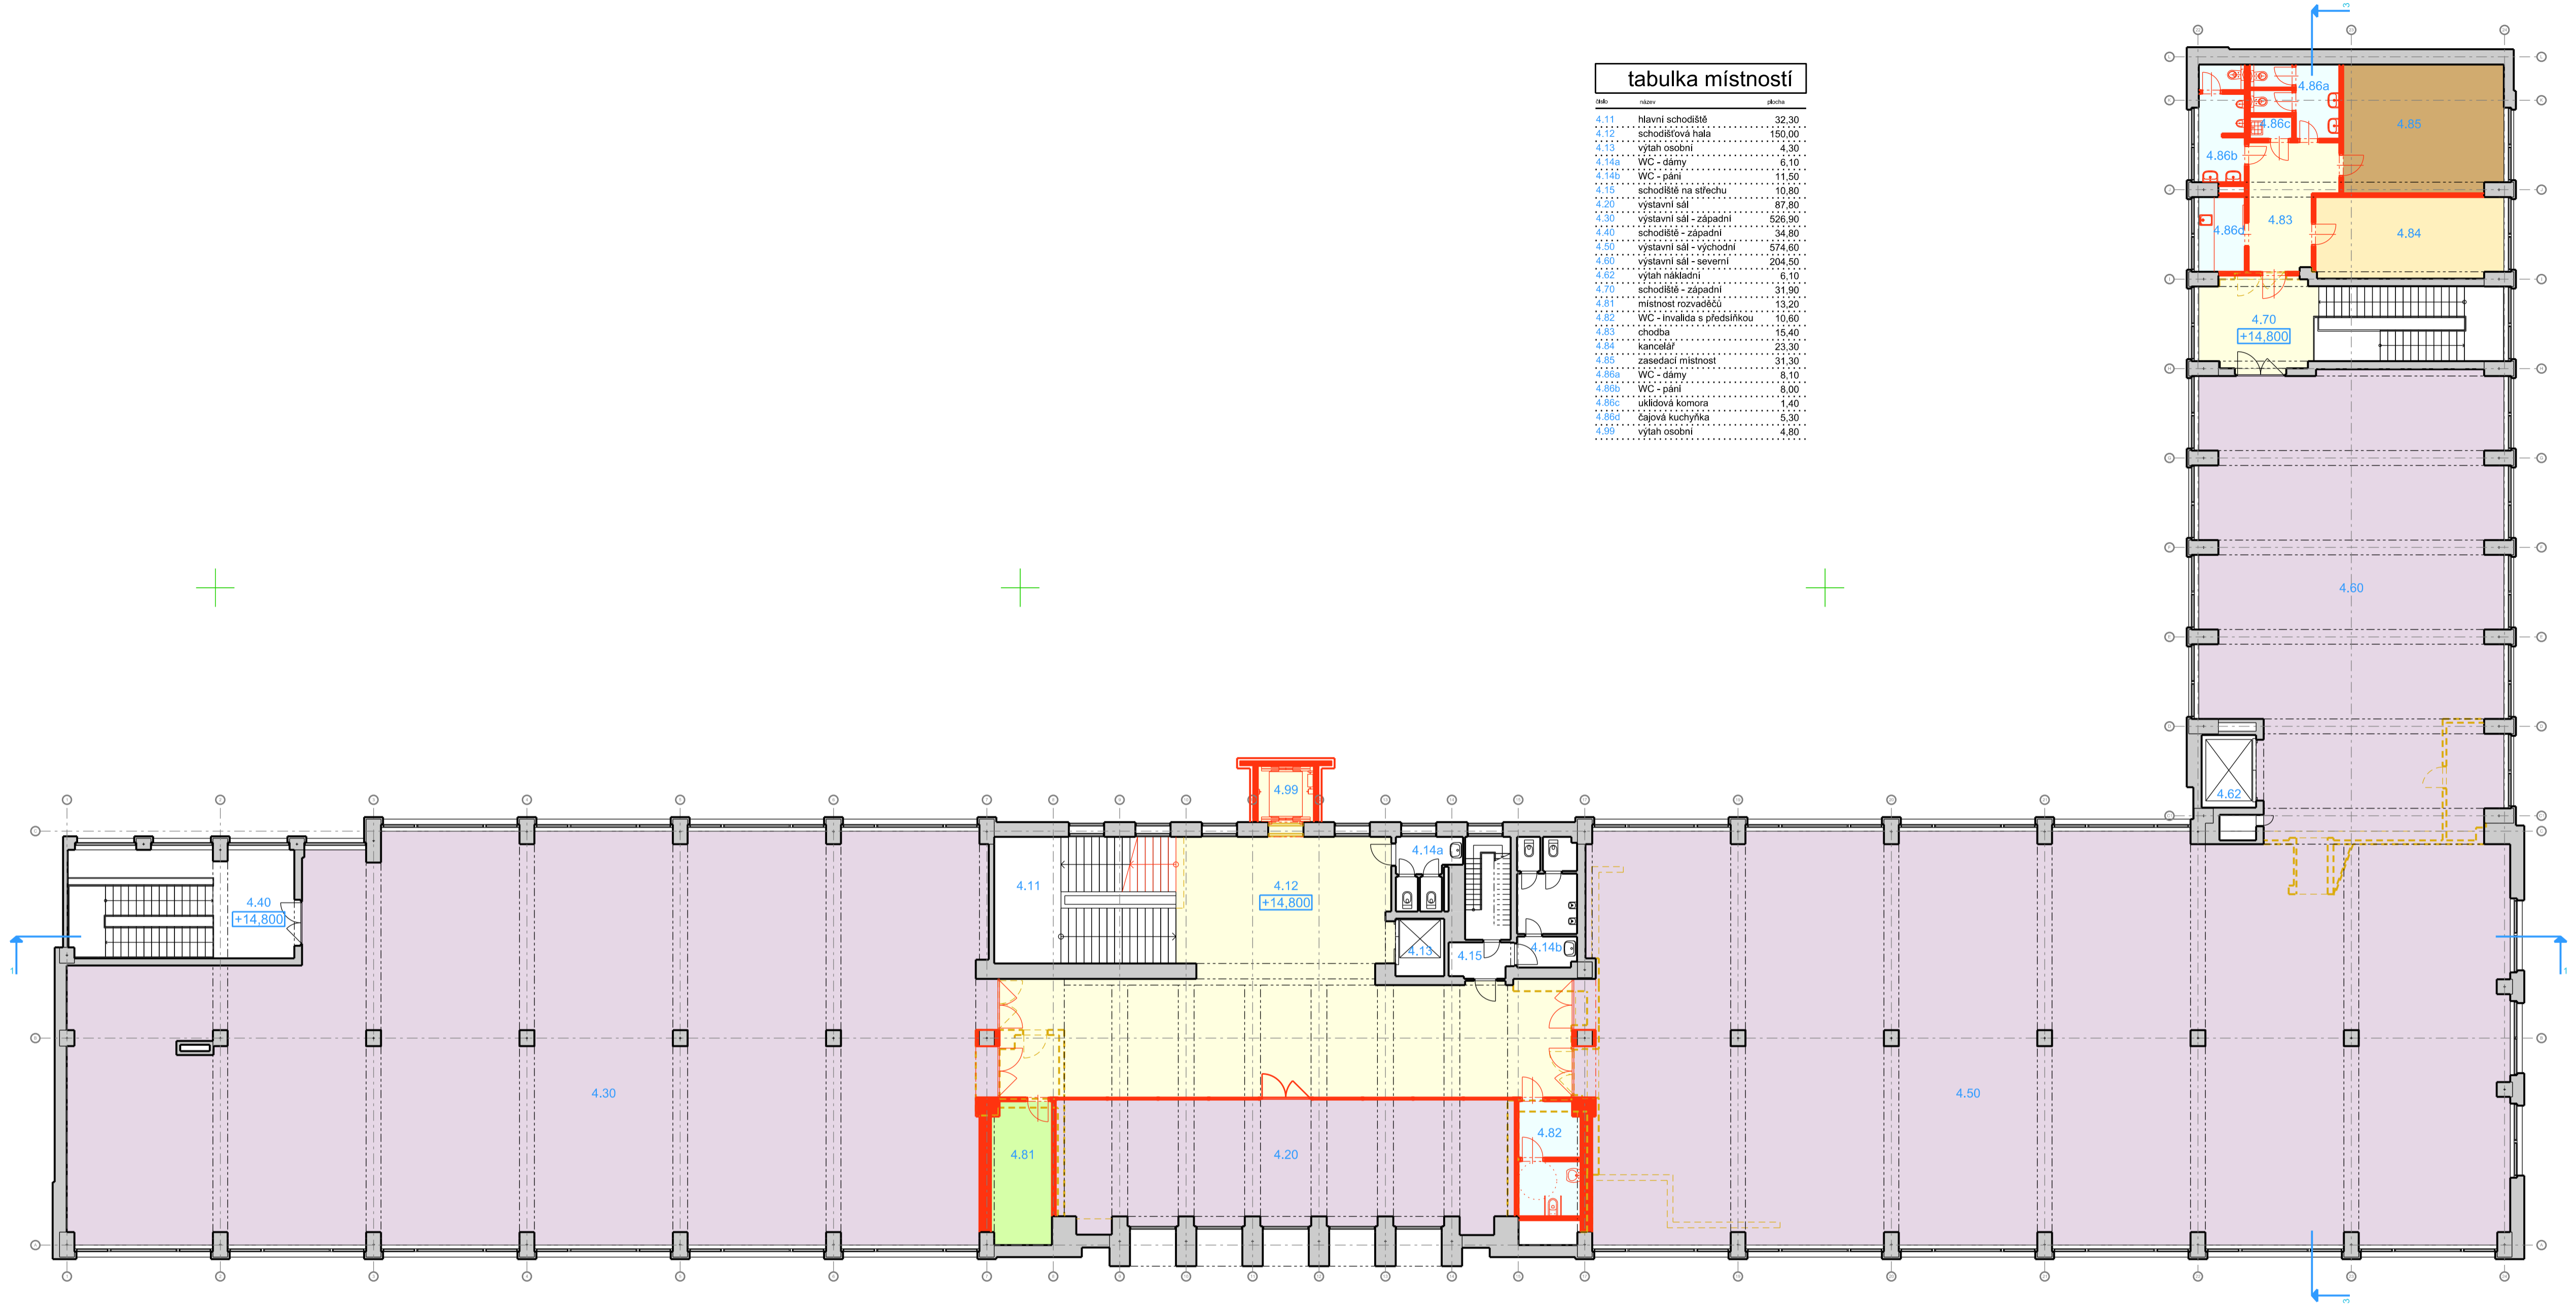 tabulka místností
číslo název plocha
4.11 hlavní schodiště 32,30
4.12 schodišťová hala 150,00
4.13 výtah osobní 4,30
4.14a WC - dámy 6,10
4.14b WC - páni 11,50
4.15 schodiště na střechu 10,80
4.20 výstavní sál 87,80
4.30 výstavní sál - západní 526,90
4.40 schodiště - západní 34,80
4.50 výstavní sál - východní 574,60
4.60 výstavní sál - severní 204,50
4.62 výtah nákladní 6,10
4.70 schodiště - západní 31,90
4.81 místnost rozvaděčů 13,20
4.82 WC - invalida s předsíňkou 10,60
4.83 chodba 15,40
4.84 kancelář 23,30
4.85 zasedací místnost 31,30
4.86a WC - dámy 8,10
4.86b WC - páni 8,00
4.86c uklidová komora 1,40
4.86d čajová kuchyňka 5,30
4.99 výtah osobní 4,80
3
4.86a
4.86c
4.85
4.86b
4.83
4.86d
4.84
4.70
+14,800
4.60
4.62
4.99
4.14a
4.11
4.12
+14,800
4.40
+14,800
4.13
4.15
4.14b
1
1
4.30
4.50
4.82
4.81
4.20
3